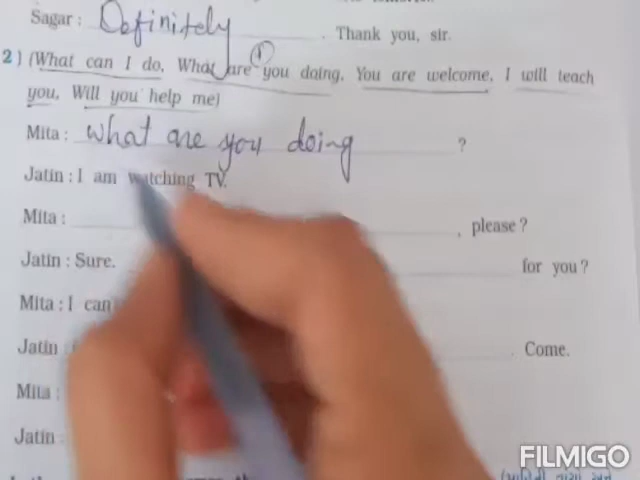 Sagar : Definitely . Thank you, sir.
2) (What can I do, What are you doing, You are welcome, I will teach
you, Will you help me)
Mita : What are you doing ?
Jatin : I am watching TV.
Mita : , please?
Jatin : Sure. for you?
Mita : I can
Jatin : . Come.
Mita :
Jatin
FILMIGO